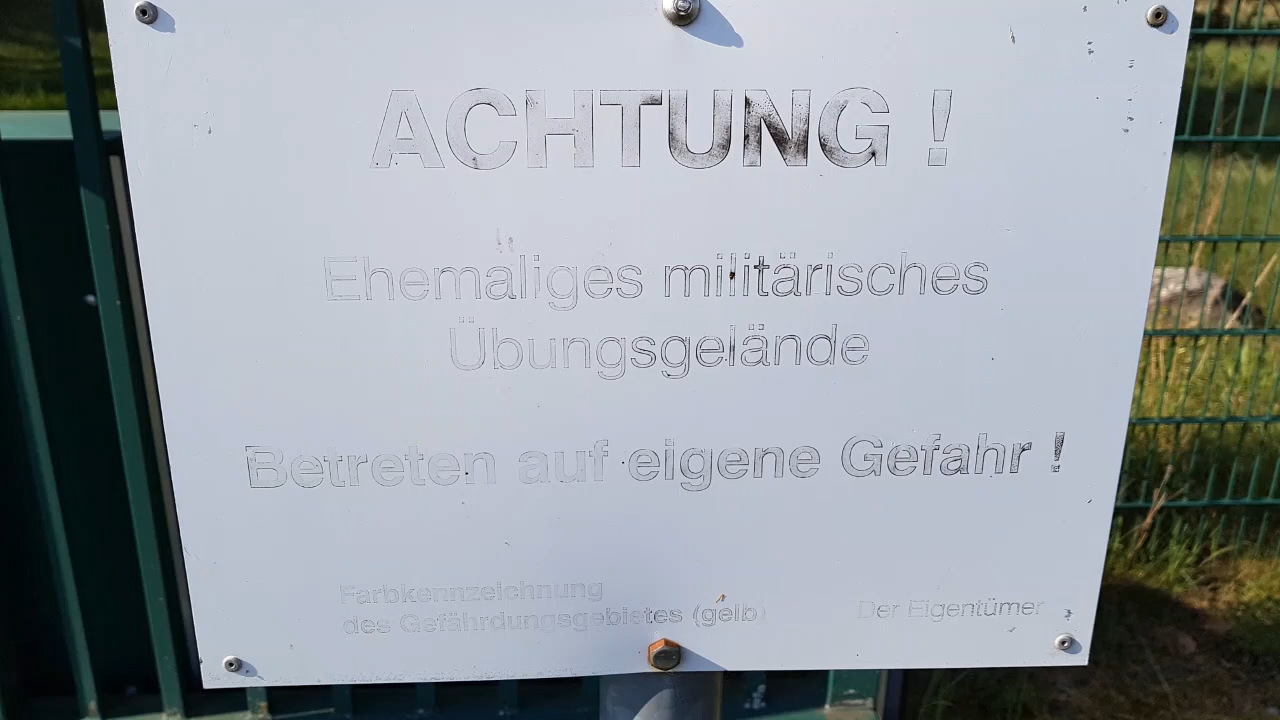 ACHTUNG !
Ehemaliges militärisches
Übungsgelände
Betreten auf eigene Gefahr !
Farbkennzeichnung
des Gefährdungsgebietes (gelb)
Der Eigentümer